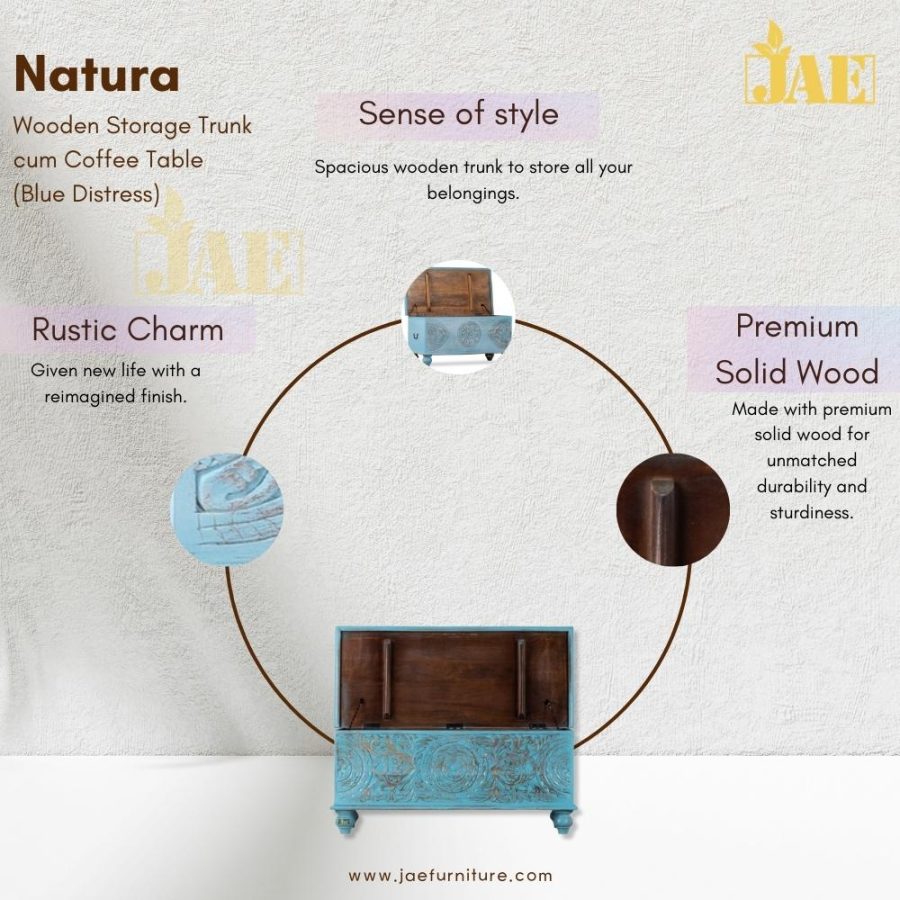 Natura
Wooden Storage Trunk
cum Coffee Table
(Blue Distress)
JAE
Sense of style
Spacious wooden trunk to store all your
belongings.
JAE
Rustic Charm
Given new life with a
reimagined finish.
Premium
Solid Wood
Made with premium
solid wood for
unmatched
durability and
sturdiness.
www.jaefurniture.com